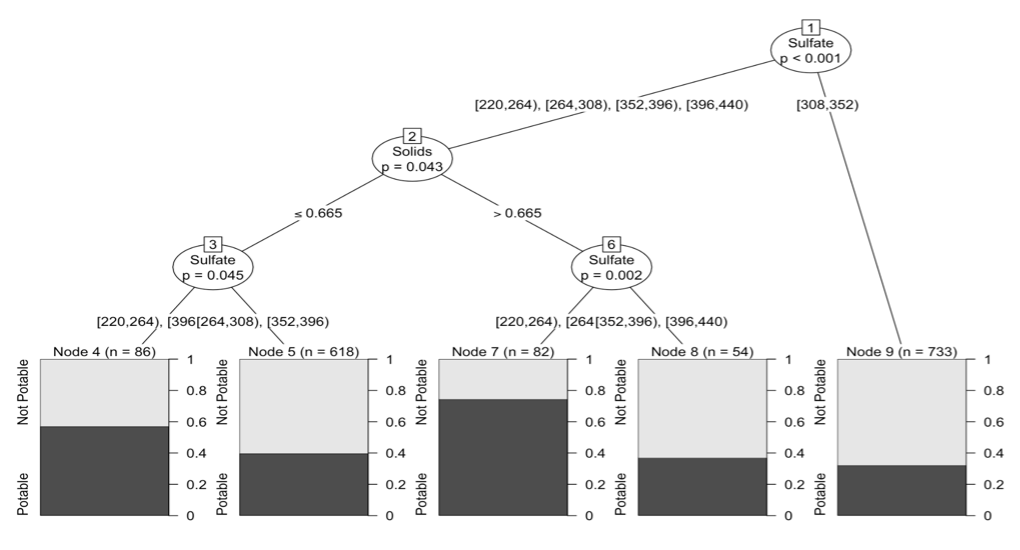 1
Sulfate
p < 0.001
[220,264), [264,308), [352,396), [396,440)
[308,352)
2
Solids
p = 0.043
≤ 0.665
> 0.665
3
Sulfate
p = 0.045
6
Sulfate
p = 0.002
[220,264), [396[264,308), [352,396)
[220,264), [264[352,396), [396,440)
Node 4 (n = 86)
Not Potable
Potable
1
0.8
0.6
0.4
0.2
0
Node 5 (n = 618)
Not Potable
Potable
1
0.8
0.6
0.4
0.2
0
Node 7 (n = 82)
Not Potable
Potable
1
0.8
0.6
0.4
0.2
0
Node 8 (n = 54)
Not Potable
Potable
1
0.8
0.6
0.4
0.2
0
Node 9 (n = 733)
Not Potable
Potable
1
0.8
0.6
0.4
0.2
0